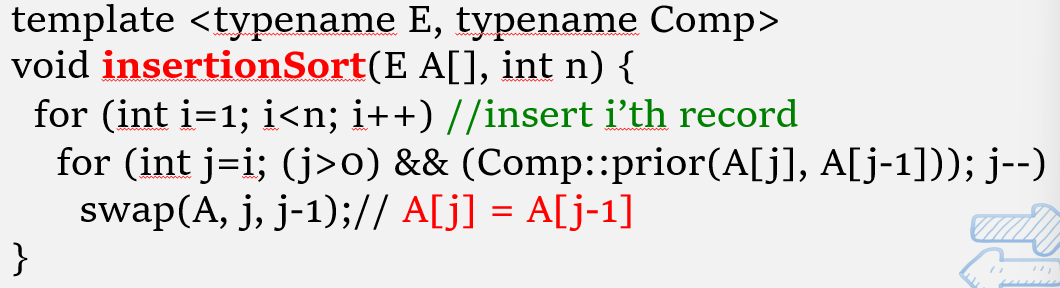 template <typename E, typename Comp>
void insertionSort(E A[], int n) {
for (int i=1; i<n; i++) //insert i’th record
for (int j=i; (j>0) && (Comp::prior(A[j], A[j-1])); j--)
swap(A, j, j-1);// A[j] = A[j-1]
}